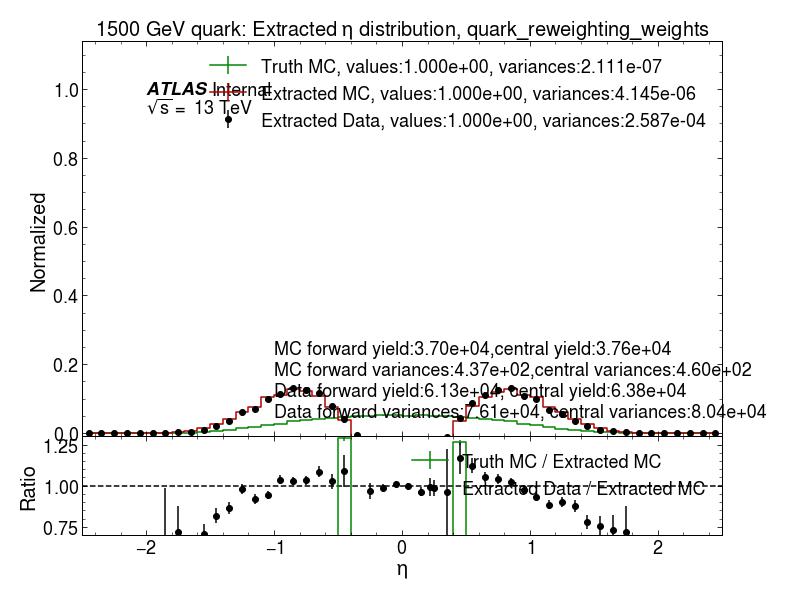 1500 GeV quark: Extracted η distribution, quark_reweighting_weights
Truth MC, values:1.000e+00, variances:2.111e-07
ATLAS Internal
Extracted MC, values:1.000e+00, variances:4.145e-06
√s = 13 TeV
Extracted Data, values:1.000e+00, variances:2.587e-04
1.0
0.8
0.6
0.4
0.2
0.0
Normalized
MC forward yield:3.70e+04,central yield:3.76e+04
MC forward variances:4.37e+02,central variances:4.60e+02
Data forward yield:6.13e+04, central yield:6.38e+04
Data forward variances:7.61e+04, central variances:8.04e+04
1.25
1.00
0.75
Ratio
Truth MC / Extracted MC
Extracted Data / Extracted MC
−2 −1 0 1 2
η